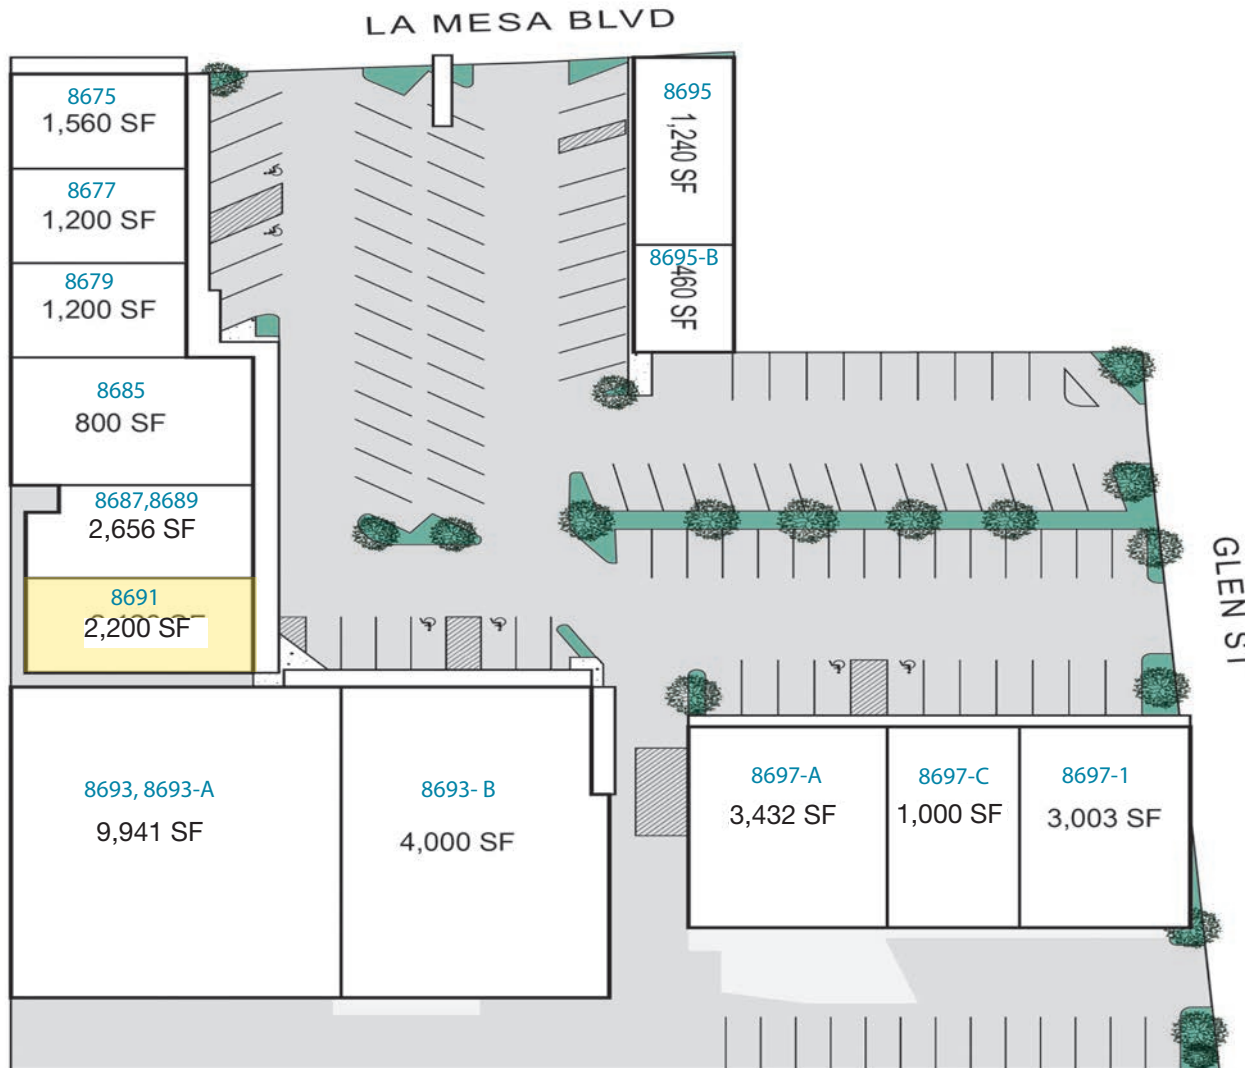 LA MESA BLVD
8675
1,560 SF
8677
1,200 SF
8679
1,200 SF
8685
800 SF
8687,8689
2,656 SF
8691
2,200 SF
8695
1,240 SF
8695-B
460 SF
GLEN ST
8693, 8693-A
9,941 SF
8693- B
4,000 SF
8697-A
3,432 SF
8697-C
1,000 SF
8697-1
3,003 SF